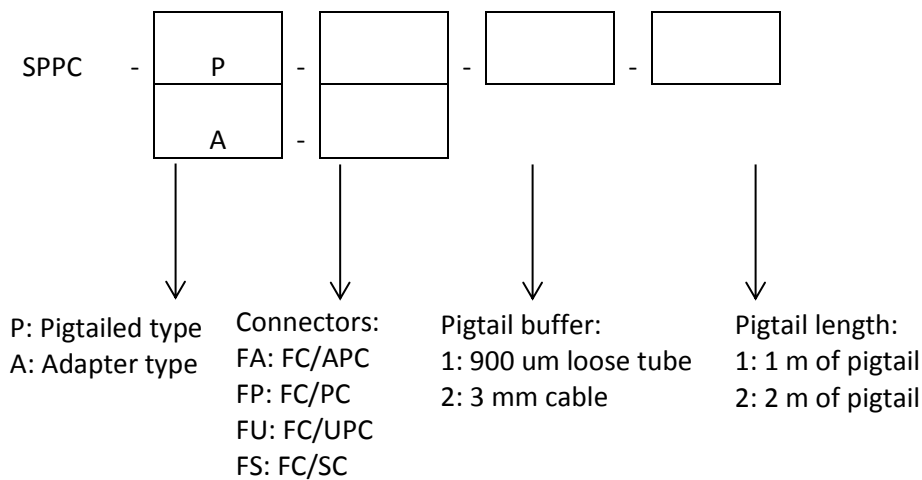 SPPC - P - - -
A -
P: Pigtailed type
A: Adapter type
Connectors:
FA: FC/APC
FP: FC/PC
FU: FC/UPC
FS: FC/SC
Pigtail buffer:
1: 900 um loose tube
2: 3 mm cable
Pigtail length:
1: 1 m of pigtail
2: 2 m of pigtail